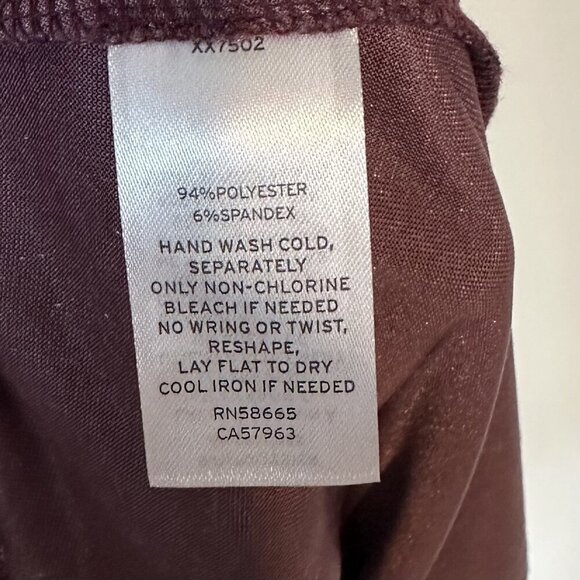 XX7502
94%POLYESTER
6%SPANDEX
HAND WASH COLD,
SEPARATELY
ONLY NON-CHLORINE
BLEACH IF NEEDED
NO WRING OR TWIST,
RESHAPE,
LAY FLAT TO DRY
COOL IRON IF NEEDED
RN58665
CA57963